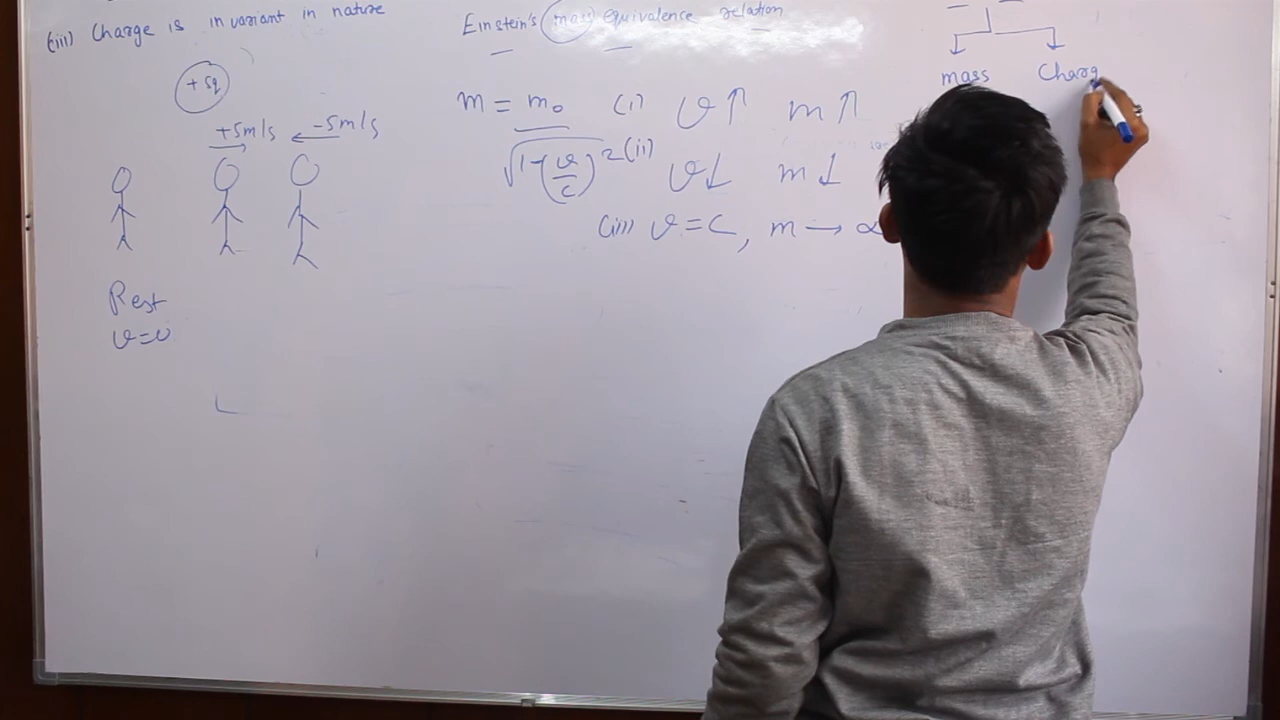 (iii) Charge is invariant in nature
+5q
+5m/s
-5m/s
Rest
v=0
Einstein's mass equivalence relation
m = m₀
√1-(v/c)²
(i) v↑ m↑
(ii) v↓ m↓
(iii) v=c, m → ∝
mass Charg